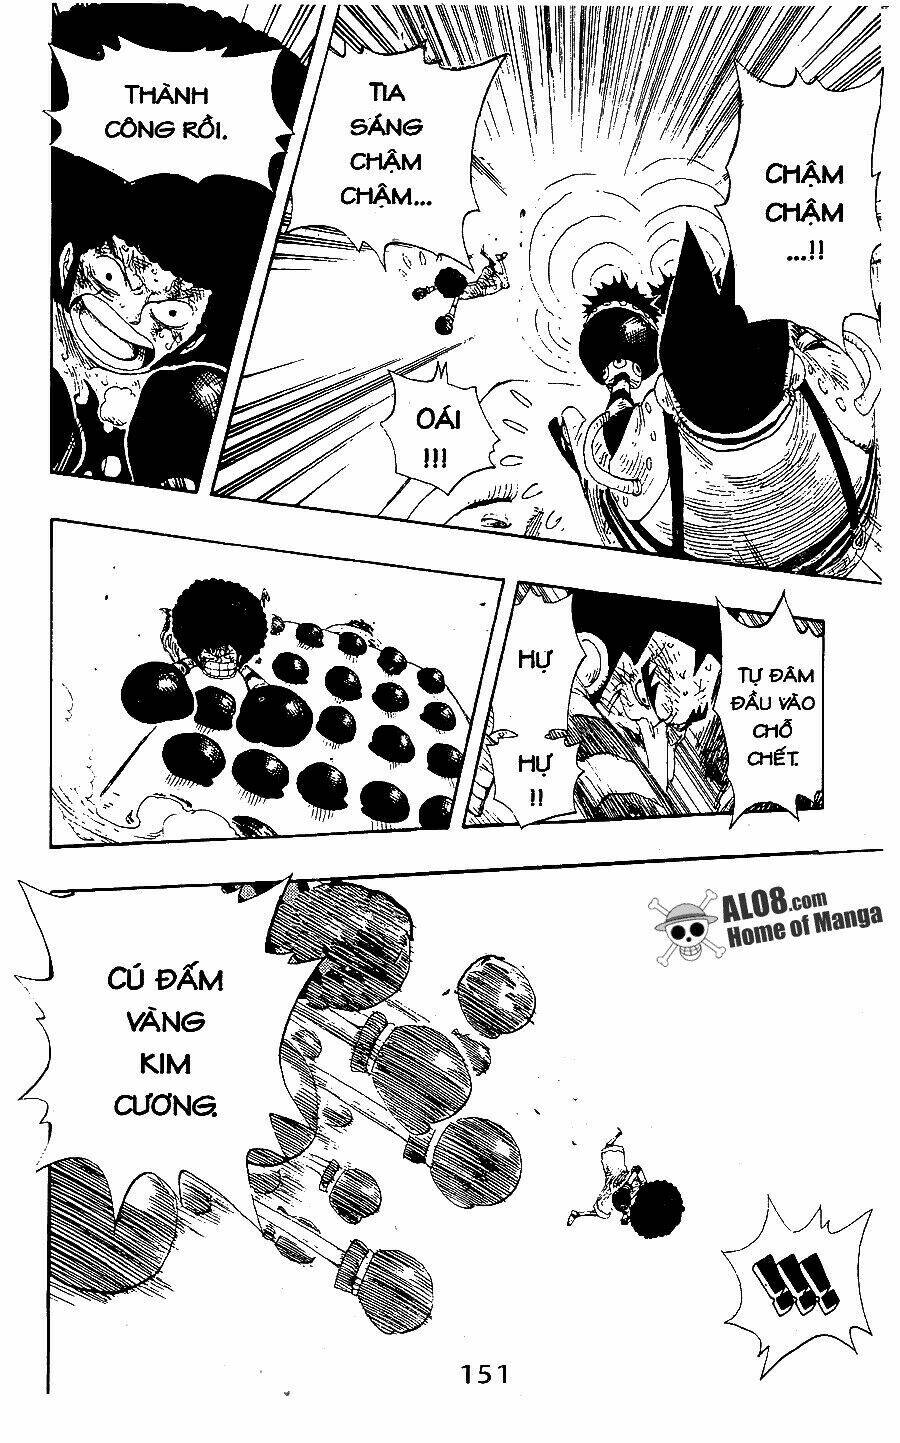 THÀNH
CÔNG RỒI.
TIA
SÁNG
CHẬM
CHẬM...
CHẬM
CHẬM
...!!
OÁI
!!!
HỰ
HỰ
!!
TỰ ĐÂM
ĐẦU VÀO
CHỖ
CHẾT.
AL08.com
Home of Manga
CÚ ĐẤM
VÀNG
KIM
CƯƠNG.
!!!
151